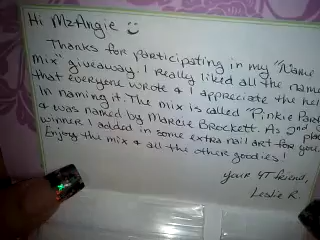 Hi MzAngie
Thanks for participating in my "Name
mix" giveaway. I really liked all the name
that everyone wrote & I appreciate the hel
In naming it. The mix is called "Pinkie
& was named by Marcie Brockett. As 2nd plac
winner I added in some extra nail art for you.
Enjoy the mix & all the other goodies!
your YT friend,
Leslie R.